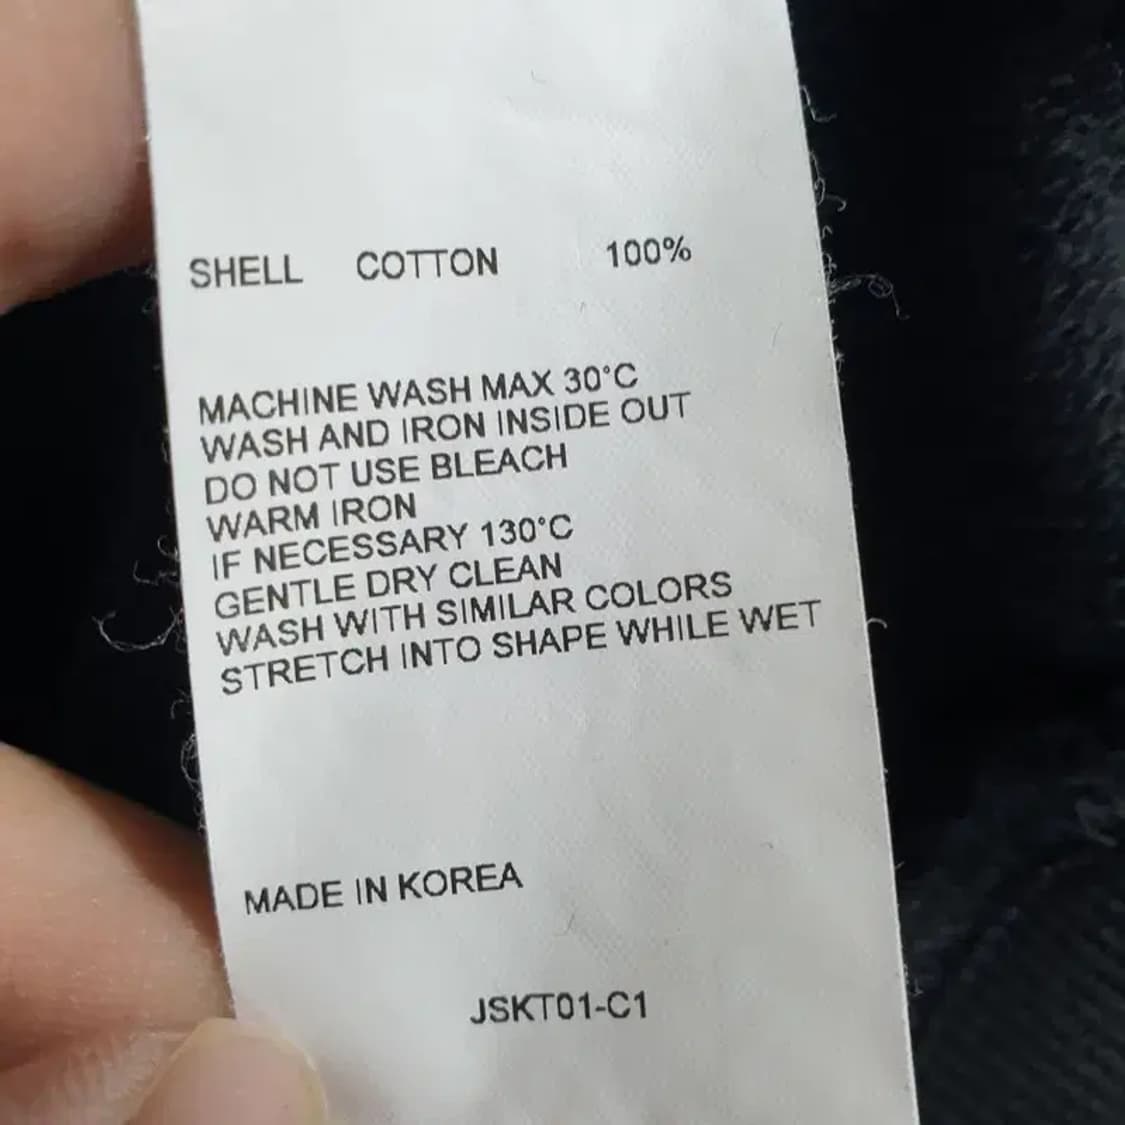 SHELL COTTON 100%
MACHINE WASH MAX 30°C
WASH AND IRON INSIDE OUT
DO NOT USE BLEACH
WARM IRON
IF NECESSARY 130°C
GENTLE DRY CLEAN
WASH WITH SIMILAR COLORS
STRETCH INTO SHAPE WHILE WET
MADE IN KOREA
JSKT01-C1